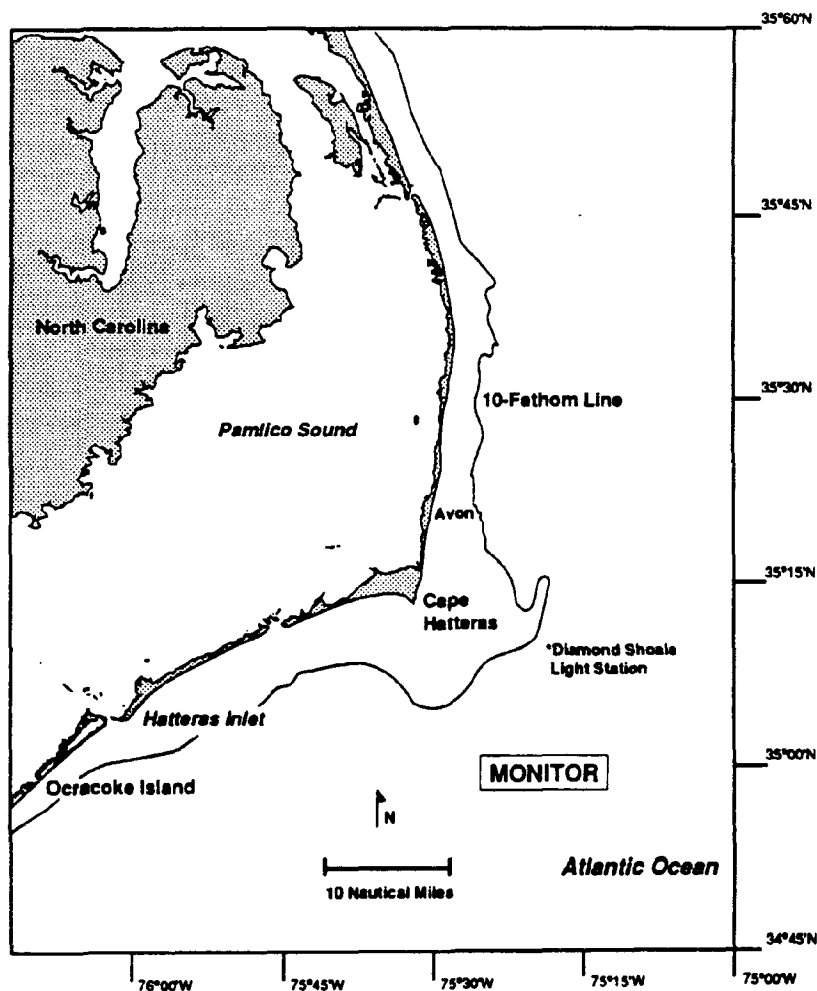 35°60'N
35°45'N
North Carolina
10-Fathom Line
35°30'N
Pamlico Sound
Avon
35°15'N
Cape
Hatteras
*Diamond Shoals
Light Station
Hatteras Inlet
35°00'N
MONITOR
Ocracoke Island
N
Atlantic Ocean
10 Nautical Miles
34°45'N
76°00'W
75°45'W
75°30'W
75°15'W
75°00'W